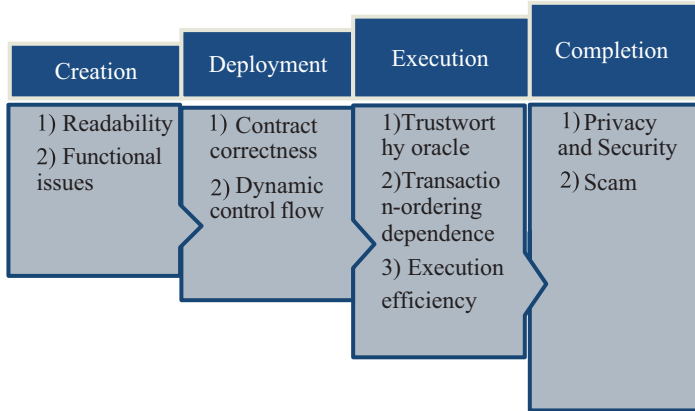 Creation
1) Readability
2) Functional
issues
Deployment
1) Contract
correctness
2) Dynamic
control flow
Execution
1)Trustwort
hy oracle
2)Transactio
n-ordering
dependence
3) Execution
efficiency
Completion
1) Privacy
and Security
2) Scam